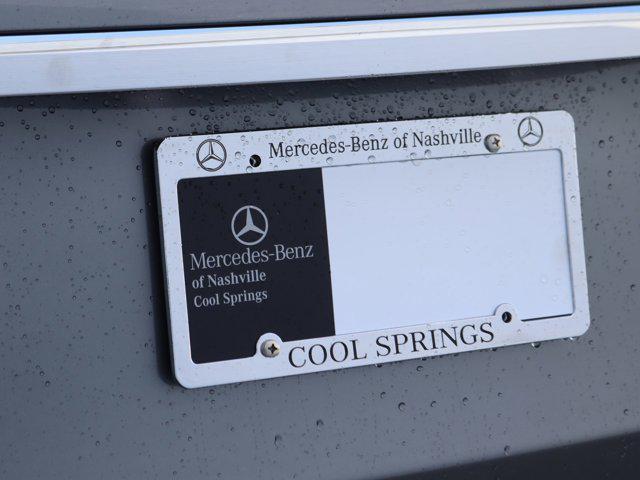 Mercedes-Benz of Nashville
Mercedes-Benz
of Nashville
Cool Springs
COOL SPRINGS